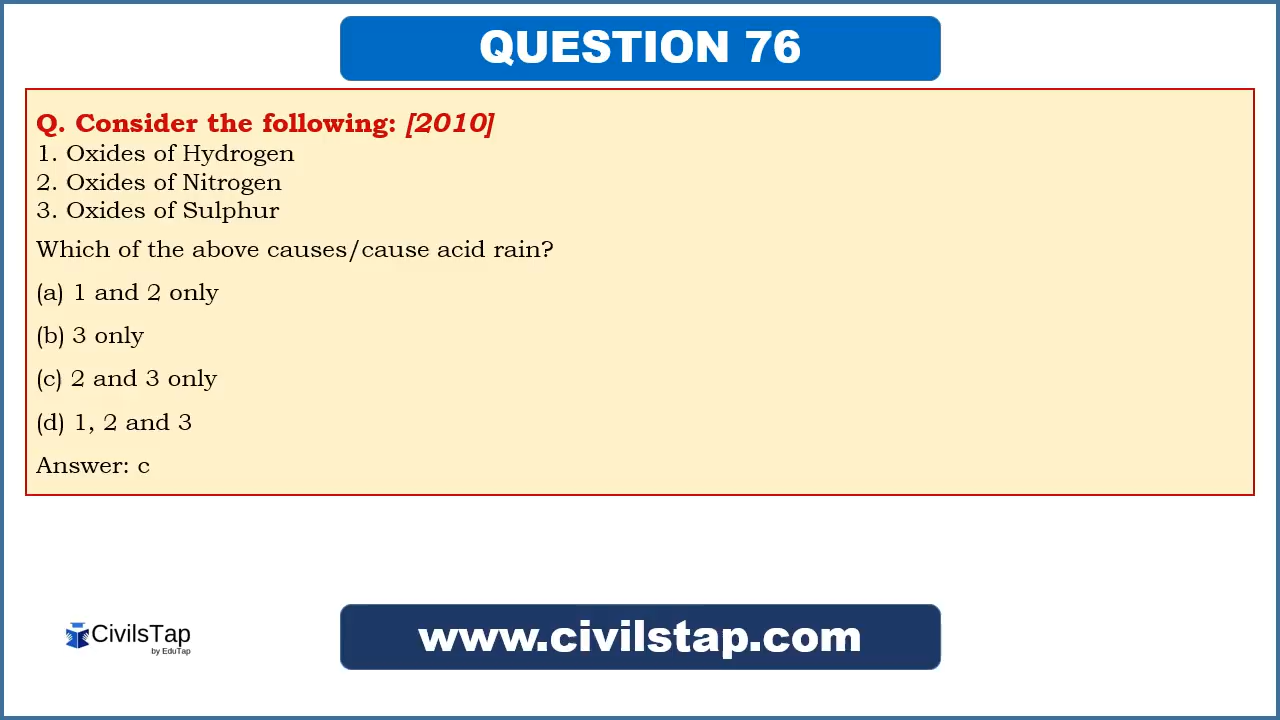 QUESTION 76
Q. Consider the following: [2010]
1. Oxides of Hydrogen
2. Oxides of Nitrogen
3. Oxides of Sulphur
Which of the above causes/cause acid rain?
(a) 1 and 2 only
(b) 3 only
(c) 2 and 3 only
(d) 1, 2 and 3
Answer: c
CivilsTap
by EduTap
www.civilstap.com